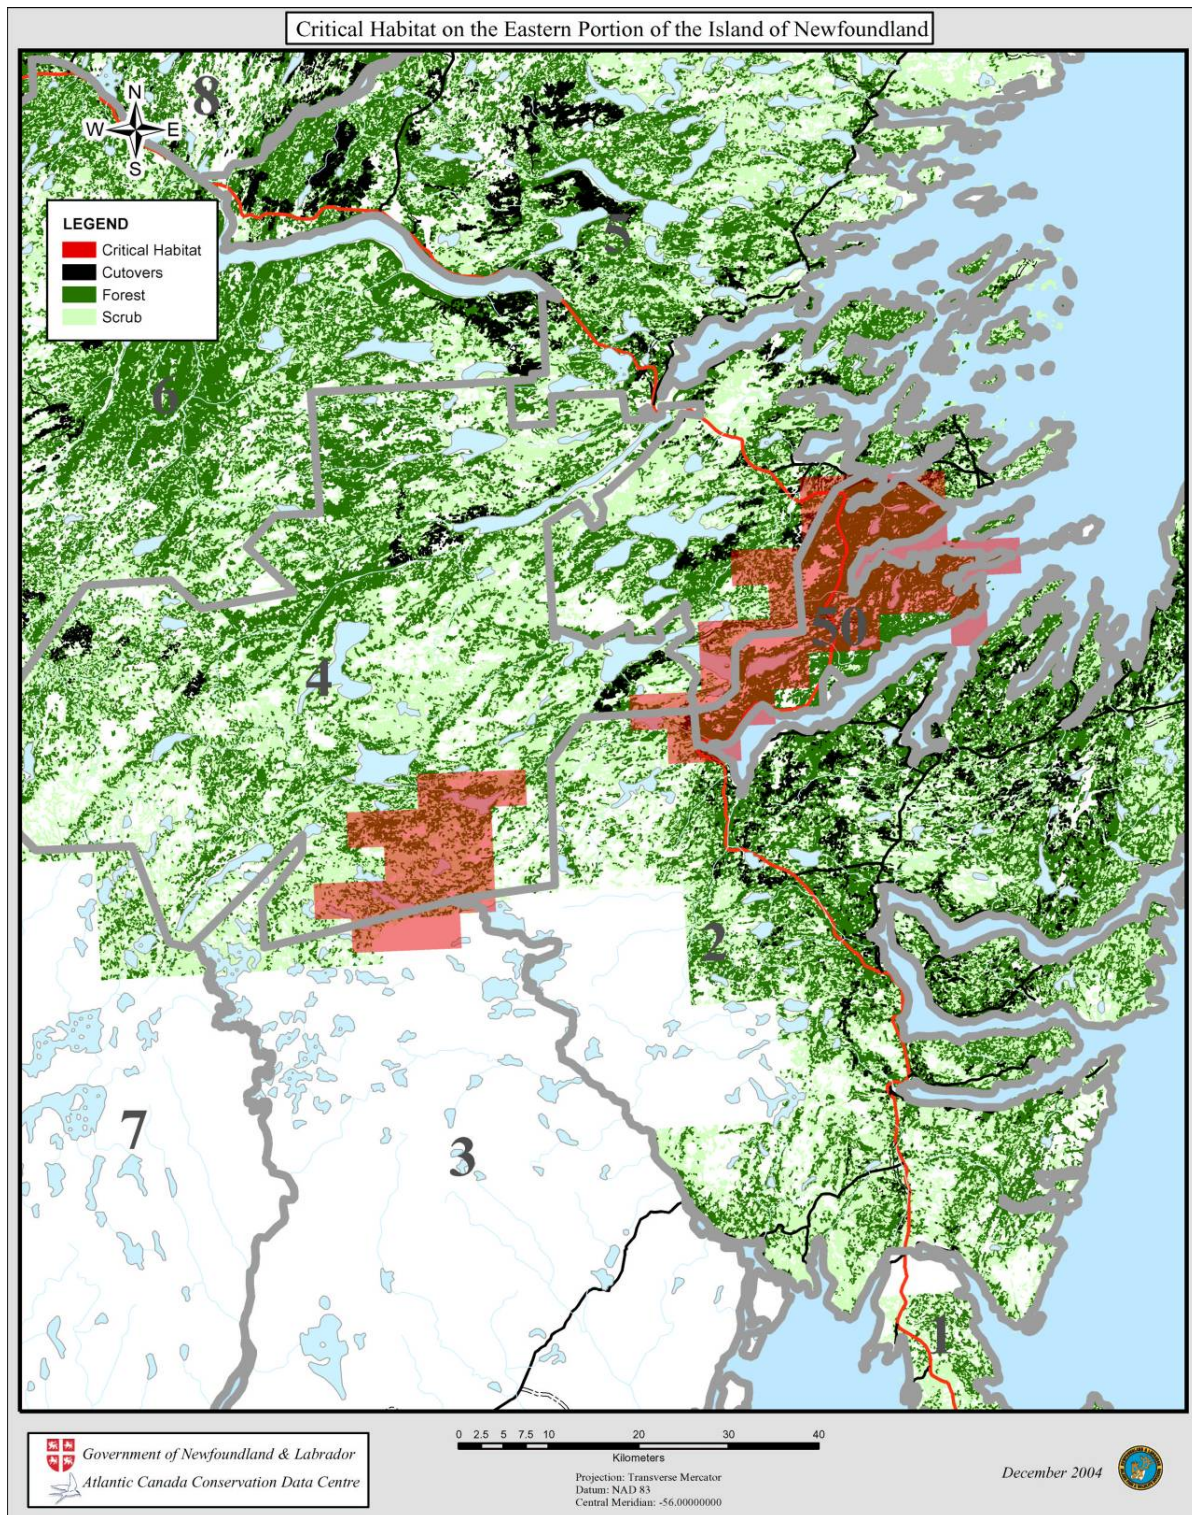 Critical Habitat on the Eastern Portion of the Island of Newfoundland
8
N
W E
S
5
LEGEND
Critical Habitat
Cutovers
Forest
Scrub
6
50
4
2
7
3
1
Government of Newfoundland & Labrador
Atlantic Canada Conservation Data Centre
0 2.5 5 7.5 10 20 30 40
Kilometers
Projection: Transverse Mercator
Datum: NAD 83
Central Meridian: -56.00000000
December 2004